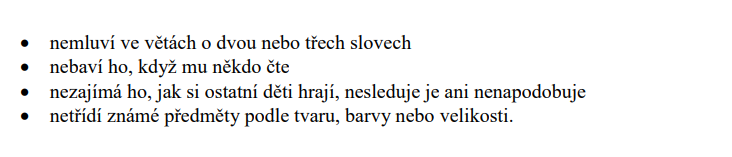 • nemluví ve větách o dvou nebo třech slovech
• nebaví ho, když mu někdo čte
• nezajímá ho, jak si ostatní děti hrají, nesleduje je ani nenapodobuje
• netřídí známé předměty podle tvaru, barvy nebo velikosti.